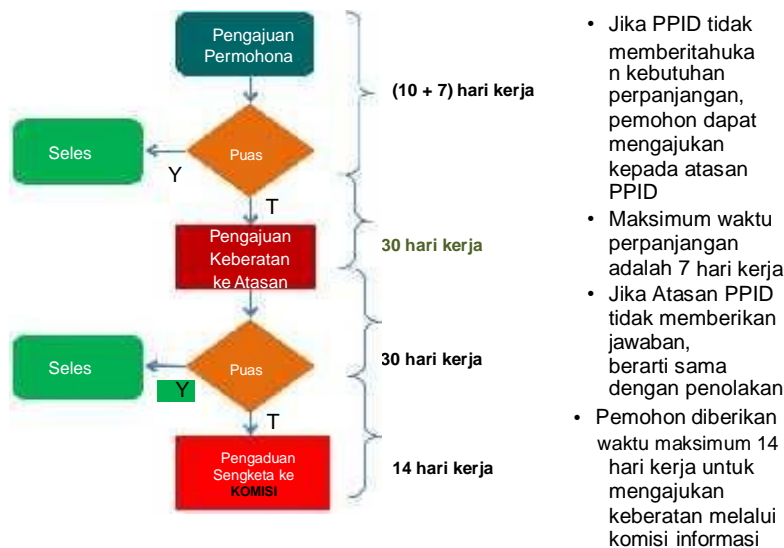 Pengajuan
Permohona
(10 + 7) hari kerja
Seles
Y
Puas
T
Pengajuan
Keberatan
ke Atasan
30 hari kerja
Seles
Y
Puas
30 hari kerja
T
Pengaduan
Sengketa ke
KOMISI
14 hari kerja
• Jika PPID tidak
memberitahuka
n kebutuhan
perpanjangan,
pemohon dapat
mengajukan
kepada atasan
PPID
• Maksimum waktu
perpanjangan
adalah 7 hari kerja
• Jika Atasan PPID
tidak memberikan
jawaban,
berarti sama
dengan penolakan
• Pemohon diberikan
waktu maksimum 14
hari kerja untuk
mengajukan
keberatan melalui
komisi informasi